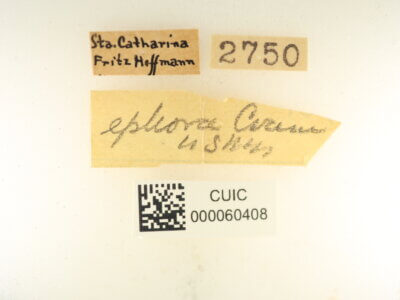 Sta. Catharina
Fritz Hoffmann
2750
ephora
CUIC
000060408